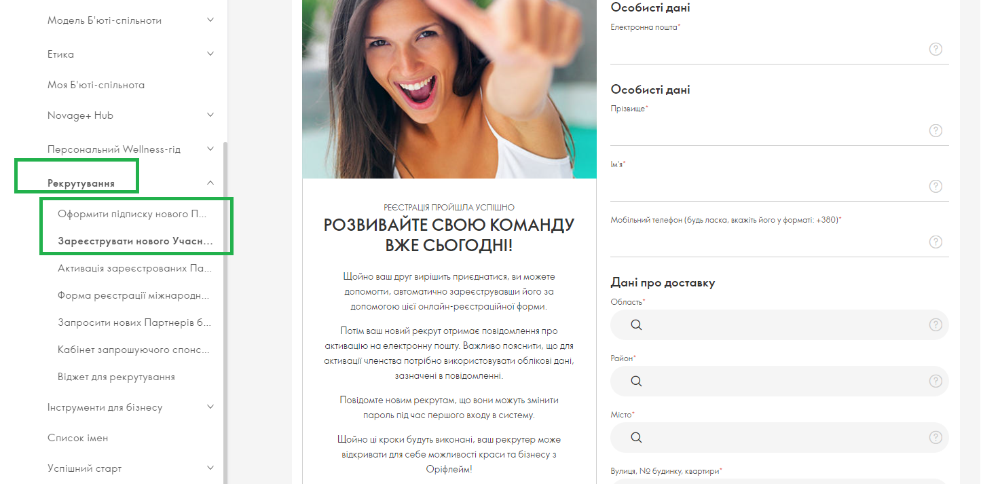 Модель Б'юті-спільноти
Етика
Моя Б'юті-спільнота
Novage+ Hub
Персональний Wellness-гід
Рекрутування
Оформити підписку нового П...
Зареєструвати нового Учасн...
Активація зареєстрованих Па...
Форма реєстрації міжнародн...
Запросити нових Партнерів б...
Кабінет запрошуючого спонс...
Віджет для рекрутування
Інструменти для бізнесу
Список імен
Успішний старт
РЕЄСТРАЦІЯ ПРОЙШЛА УСПІШНО
РОЗВИВАЙТЕ СВОЮ КОМАНДУ
ВЖЕ СЬОГОДНІ!
Щойно ваш друг вирішить приєднатися, ви можете
допомогти, автоматично зареєструвавши його за
допомогою цієї онлайн-реєстраційної форми.
Потім ваш новий рекрут отримає повідомлення про
активацію на електронну пошту. Важливо пояснити, що для
активації членства потрібно використовувати облікові дані,
зазначені в повідомленні.
Повідомте новим рекрутам, що вони можуть змінити
пароль під час першого входу в систему.
Щойно ці кроки будуть виконані, ваш рекрутер може
відкривати для себе можливості краси та бізнесу з
Оріфлейм!
Особисті дані
Електронна пошта*
Особисті дані
Прізвище*
Ім'я*
Мобільний телефон (будь ласка, вкажіть його у форматі: +380)*
Дані про доставку
Область*
Район*
Місто*
Вулиця, № будинку, квартири*